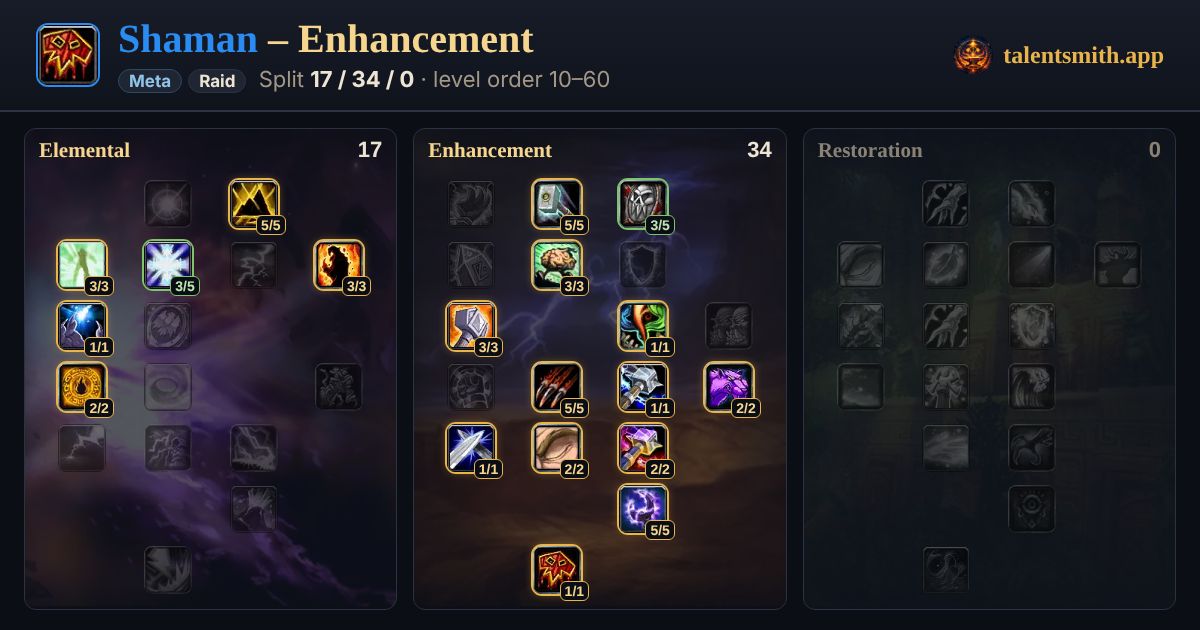 Shaman – Enhancement
Meta Raid Split 17 / 34 / 0 · level order 10–60
talentsmith.app
Elemental 17
5/5
3/3 3/5 3/3
1/1
2/2
Enhancement 34
5/5 3/5
3/3
3/3 1/1
5/5 1/1 2/2
1/1 2/2 2/2
5/5
1/1
Restoration 0